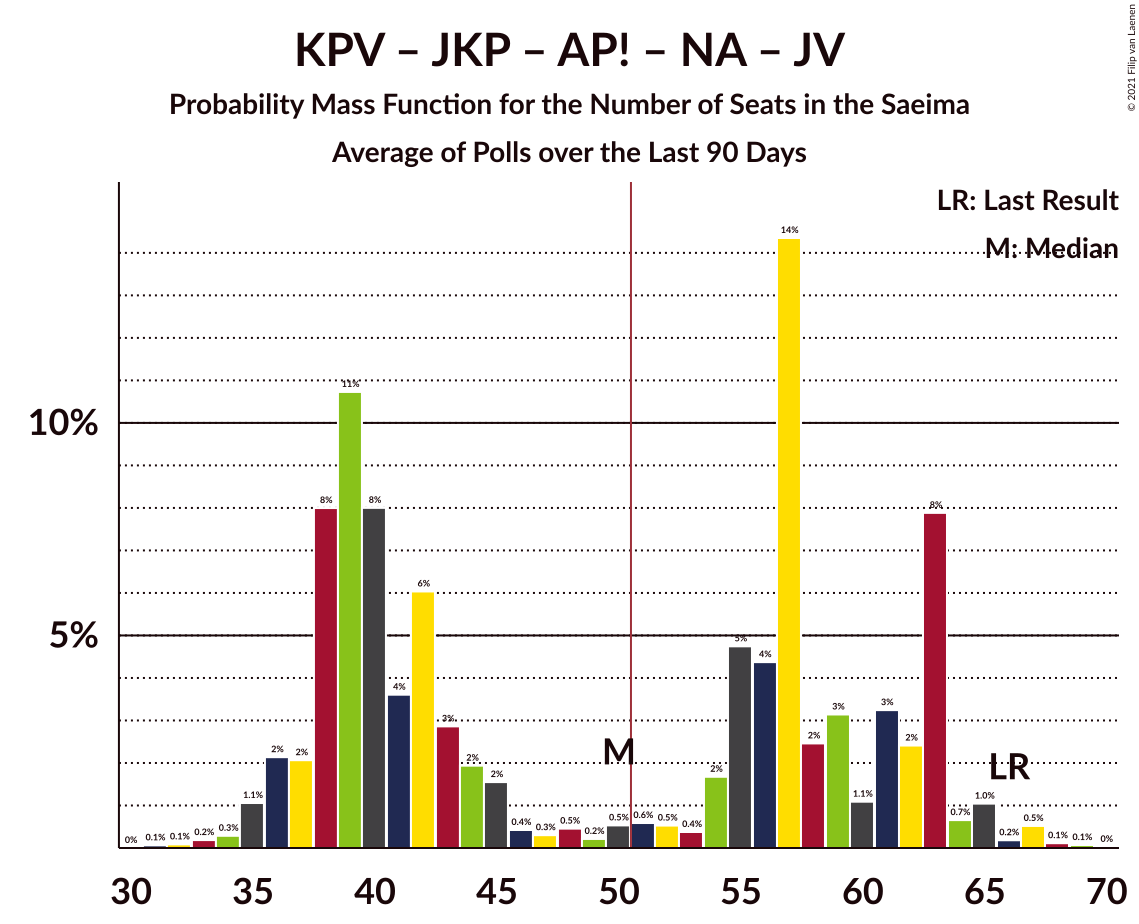 KPV – JKP – AP! – NA – JV
Probability Mass Function for the Number of Seats in the Saeima
Average of Polls over the Last 90 Days
© 2021 Filip van Laenen
LR: Last Result
M: Median
10%
5%
0% 0.1% 0.1% 0.2% 0.3% 1.1% 2% 2% 8% 11% 8% 4% 6% 3% 2% 2% 0.4% 0.3% 0.5% 0.2% 0.5% 0.6% 0.5% 0.4% 2% 5% 4% 14% 2% 3% 1.1% 3% 2% 8% 0.7% 1.0% 0.2% 0.5% 0.1% 0.1% 0%
M
LR
30 35 40 45 50 55 60 65 70